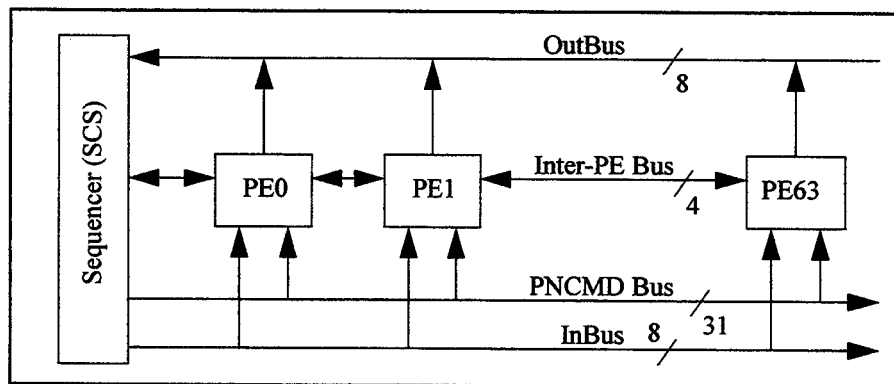 OutBus
8
Sequencer (SCS)
PE0
PE1
Inter-PE Bus
4
PE63
PNCMD Bus
31
InBus
8